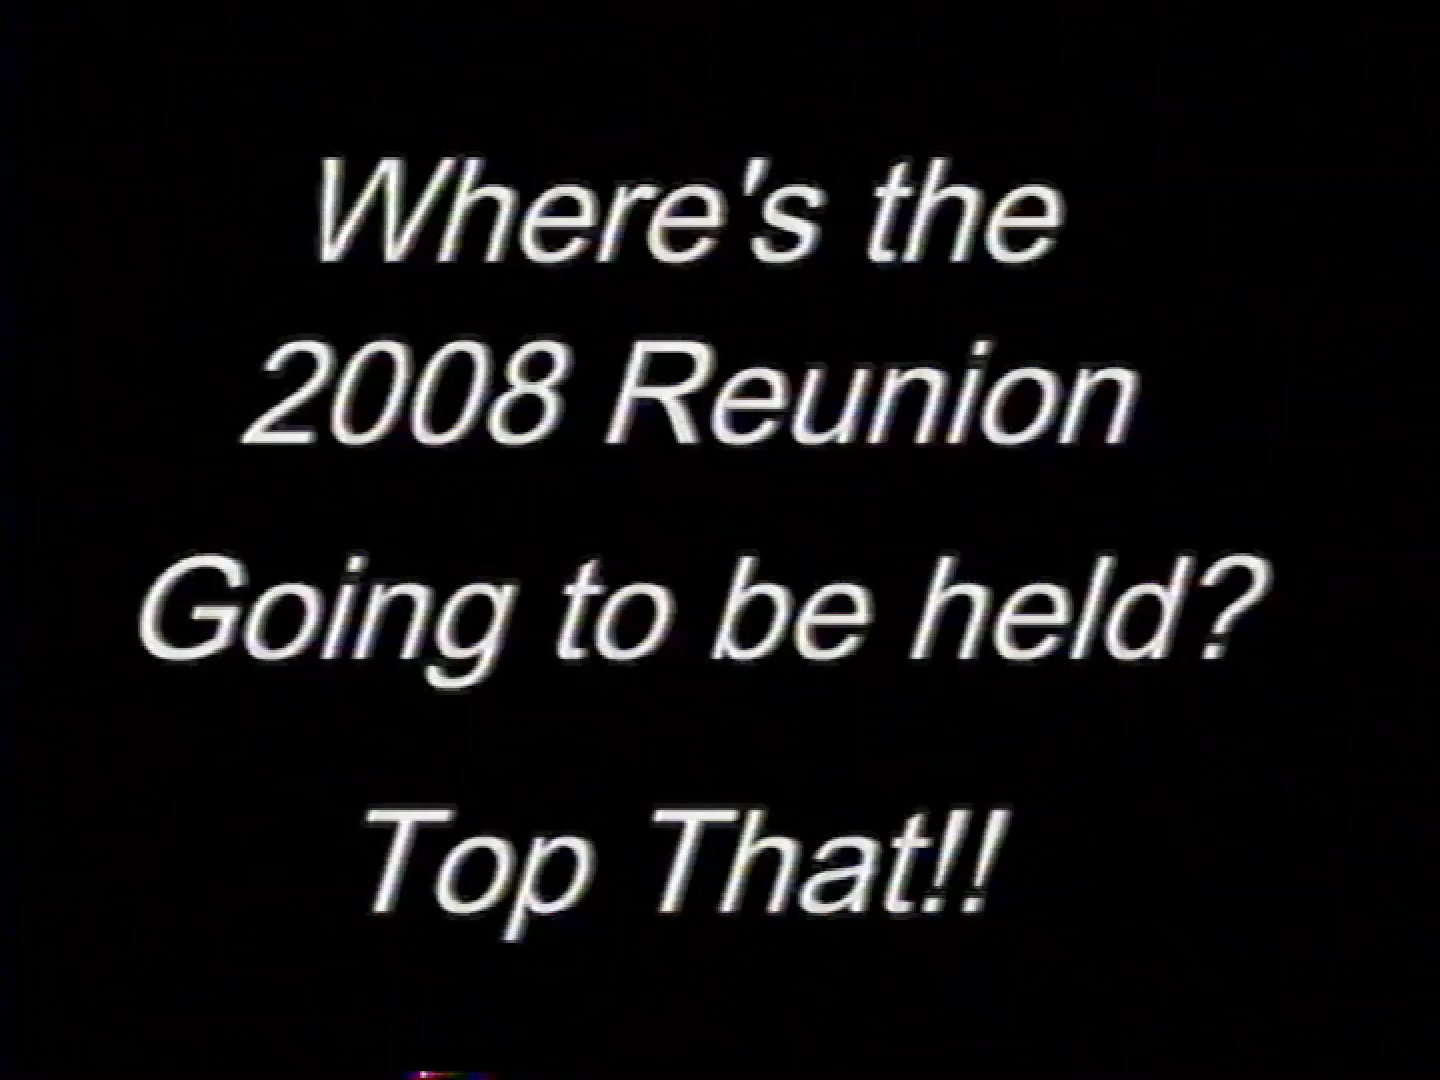 Where's the
2008 Reunion
Going to be held?
Top That!!